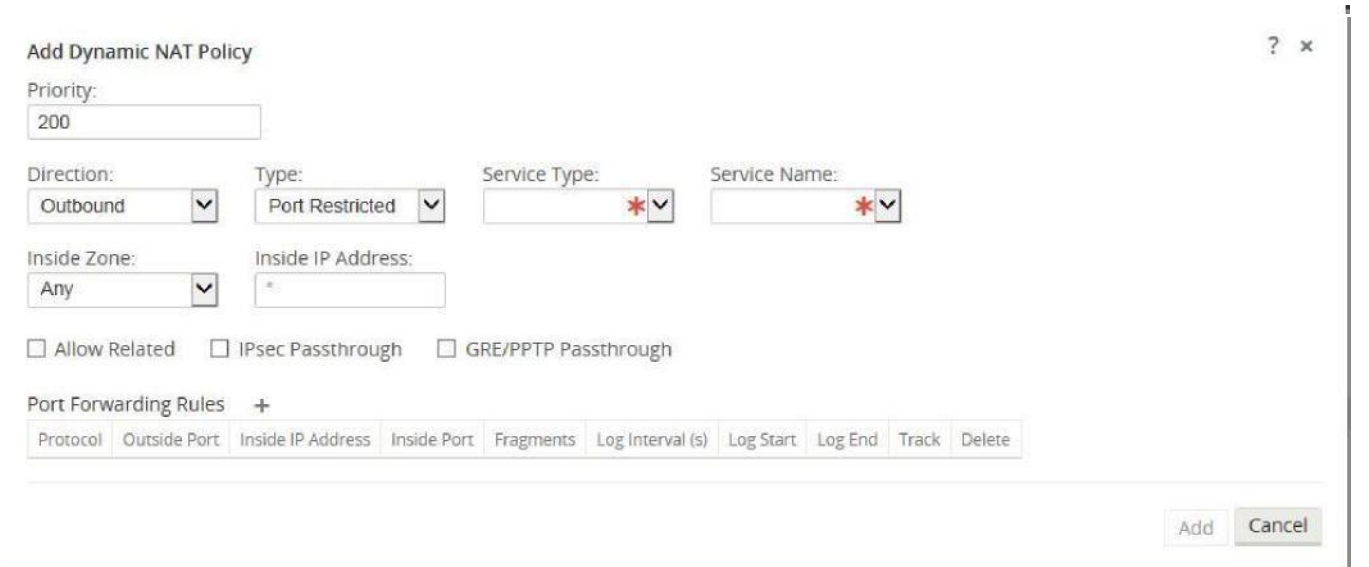 Add Dynamic NAT Policy ? ×
Priority:
200
Direction: Type: Service Type: Service Name:
Outbound Port Restricted * *
Inside Zone: Inside IP Address:
Any *
Allow Related IPsec Passthrough GRE/PPTP Passthrough
Port Forwarding Rules +
Protocol Outside Port Inside IP Address Inside Port Fragments Log Interval (s) Log Start Log End Track Delete
Add Cancel